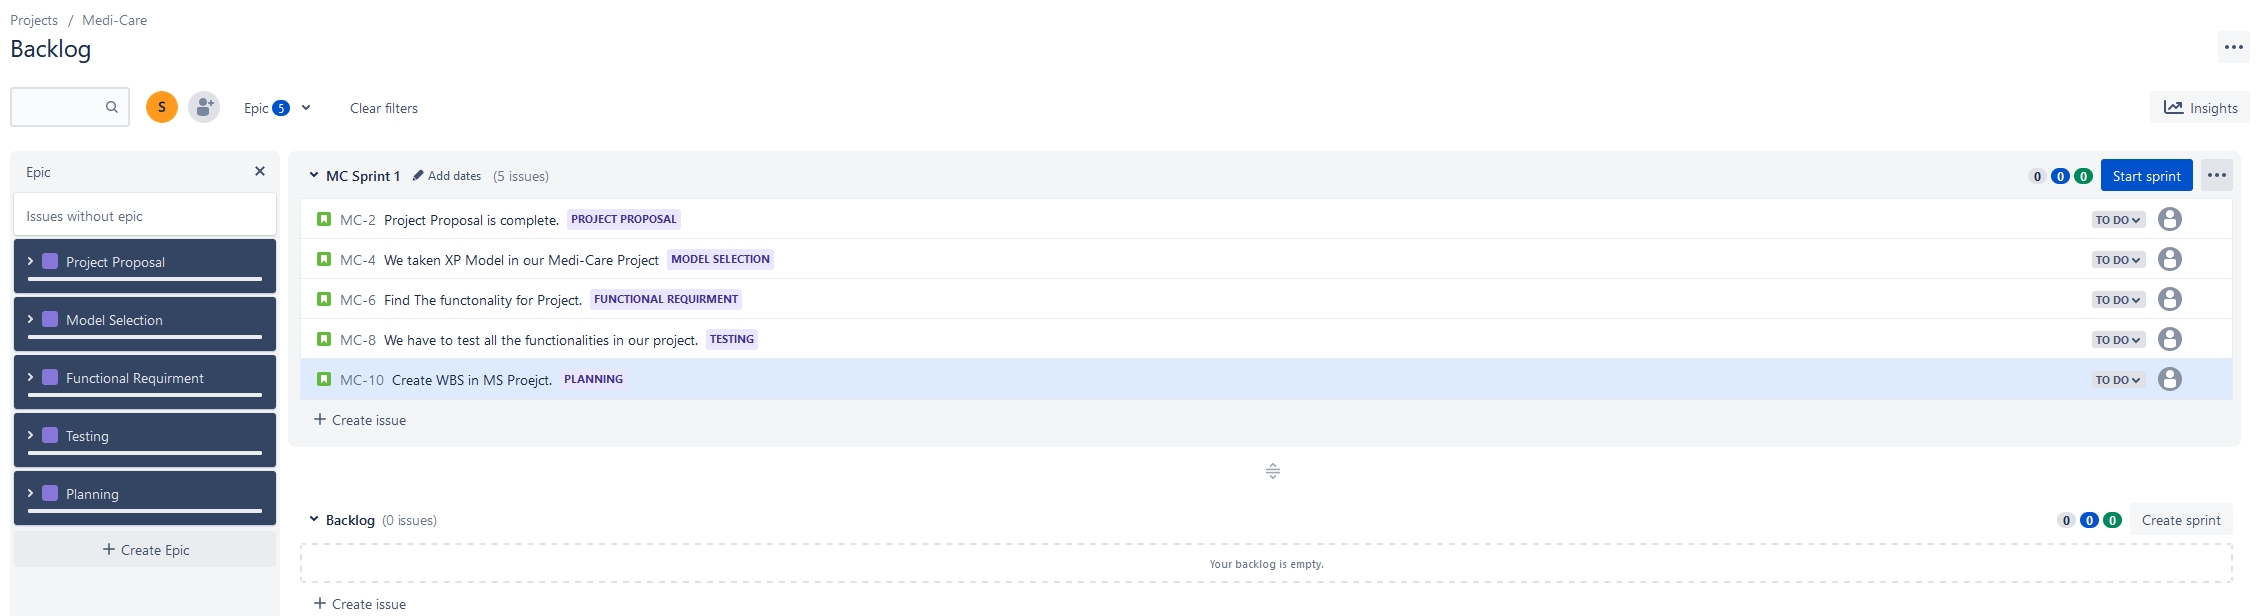 Projects / Medi-Care
Backlog
S
Epic 5
Clear filters
Insights
Epic
Issues without epic
Project Proposal
Model Selection
Functional Requirment
Testing
Planning
Create Epic
MC Sprint 1 Add dates (5 issues) 0 0 0 Start sprint
MC-2 Project Proposal is complete. PROJECT PROPOSAL TO DO
MC-4 We taken XP Model in our Medi-Care Project MODEL SELECTION TO DO
MC-6 Find The functonality for Project. FUNCTIONAL REQUIRMENT TO DO
MC-8 We have to test all the functionalities in our project. TESTING TO DO
MC-10 Create WBS in MS Proejct. PLANNING TO DO
Create issue
Backlog (0 issues) 0 0 0 Create sprint
Your backlog is empty.
Create issue